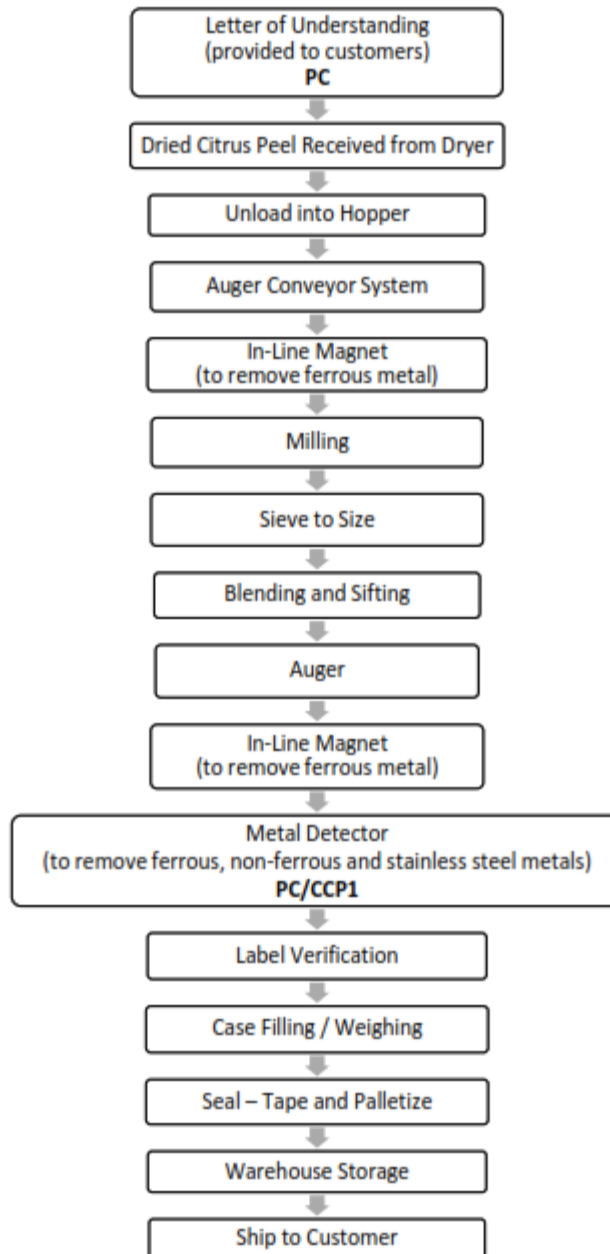 Letter of Understanding
(provided to customers)
PC
Dried Citrus Peel Received from Dryer
Unload into Hopper
Auger Conveyor System
In-Line Magnet
(to remove ferrous metal)
Milling
Sieve to Size
Blending and Sifting
Auger
In-Line Magnet
(to remove ferrous metal)
Metal Detector
(to remove ferrous, non-ferrous and stainless steel metals)
PC/CCP1
Label Verification
Case Filling / Weighing
Seal – Tape and Palletize
Warehouse Storage
Ship to Customer